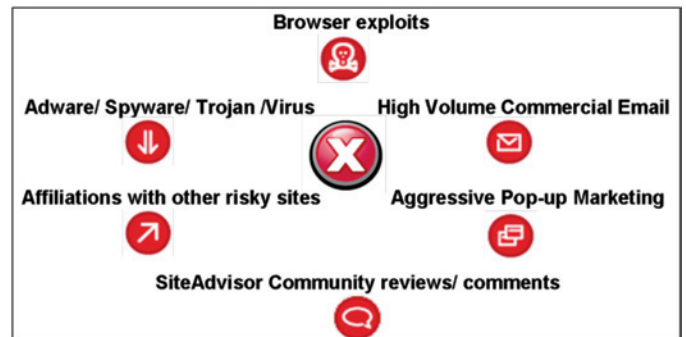 Browser exploits
Adware/ Spyware/ Trojan /Virus
High Volume Commercial Email
X
Affiliations with other risky sites
Aggressive Pop-up Marketing
SiteAdvisor Community reviews/ comments